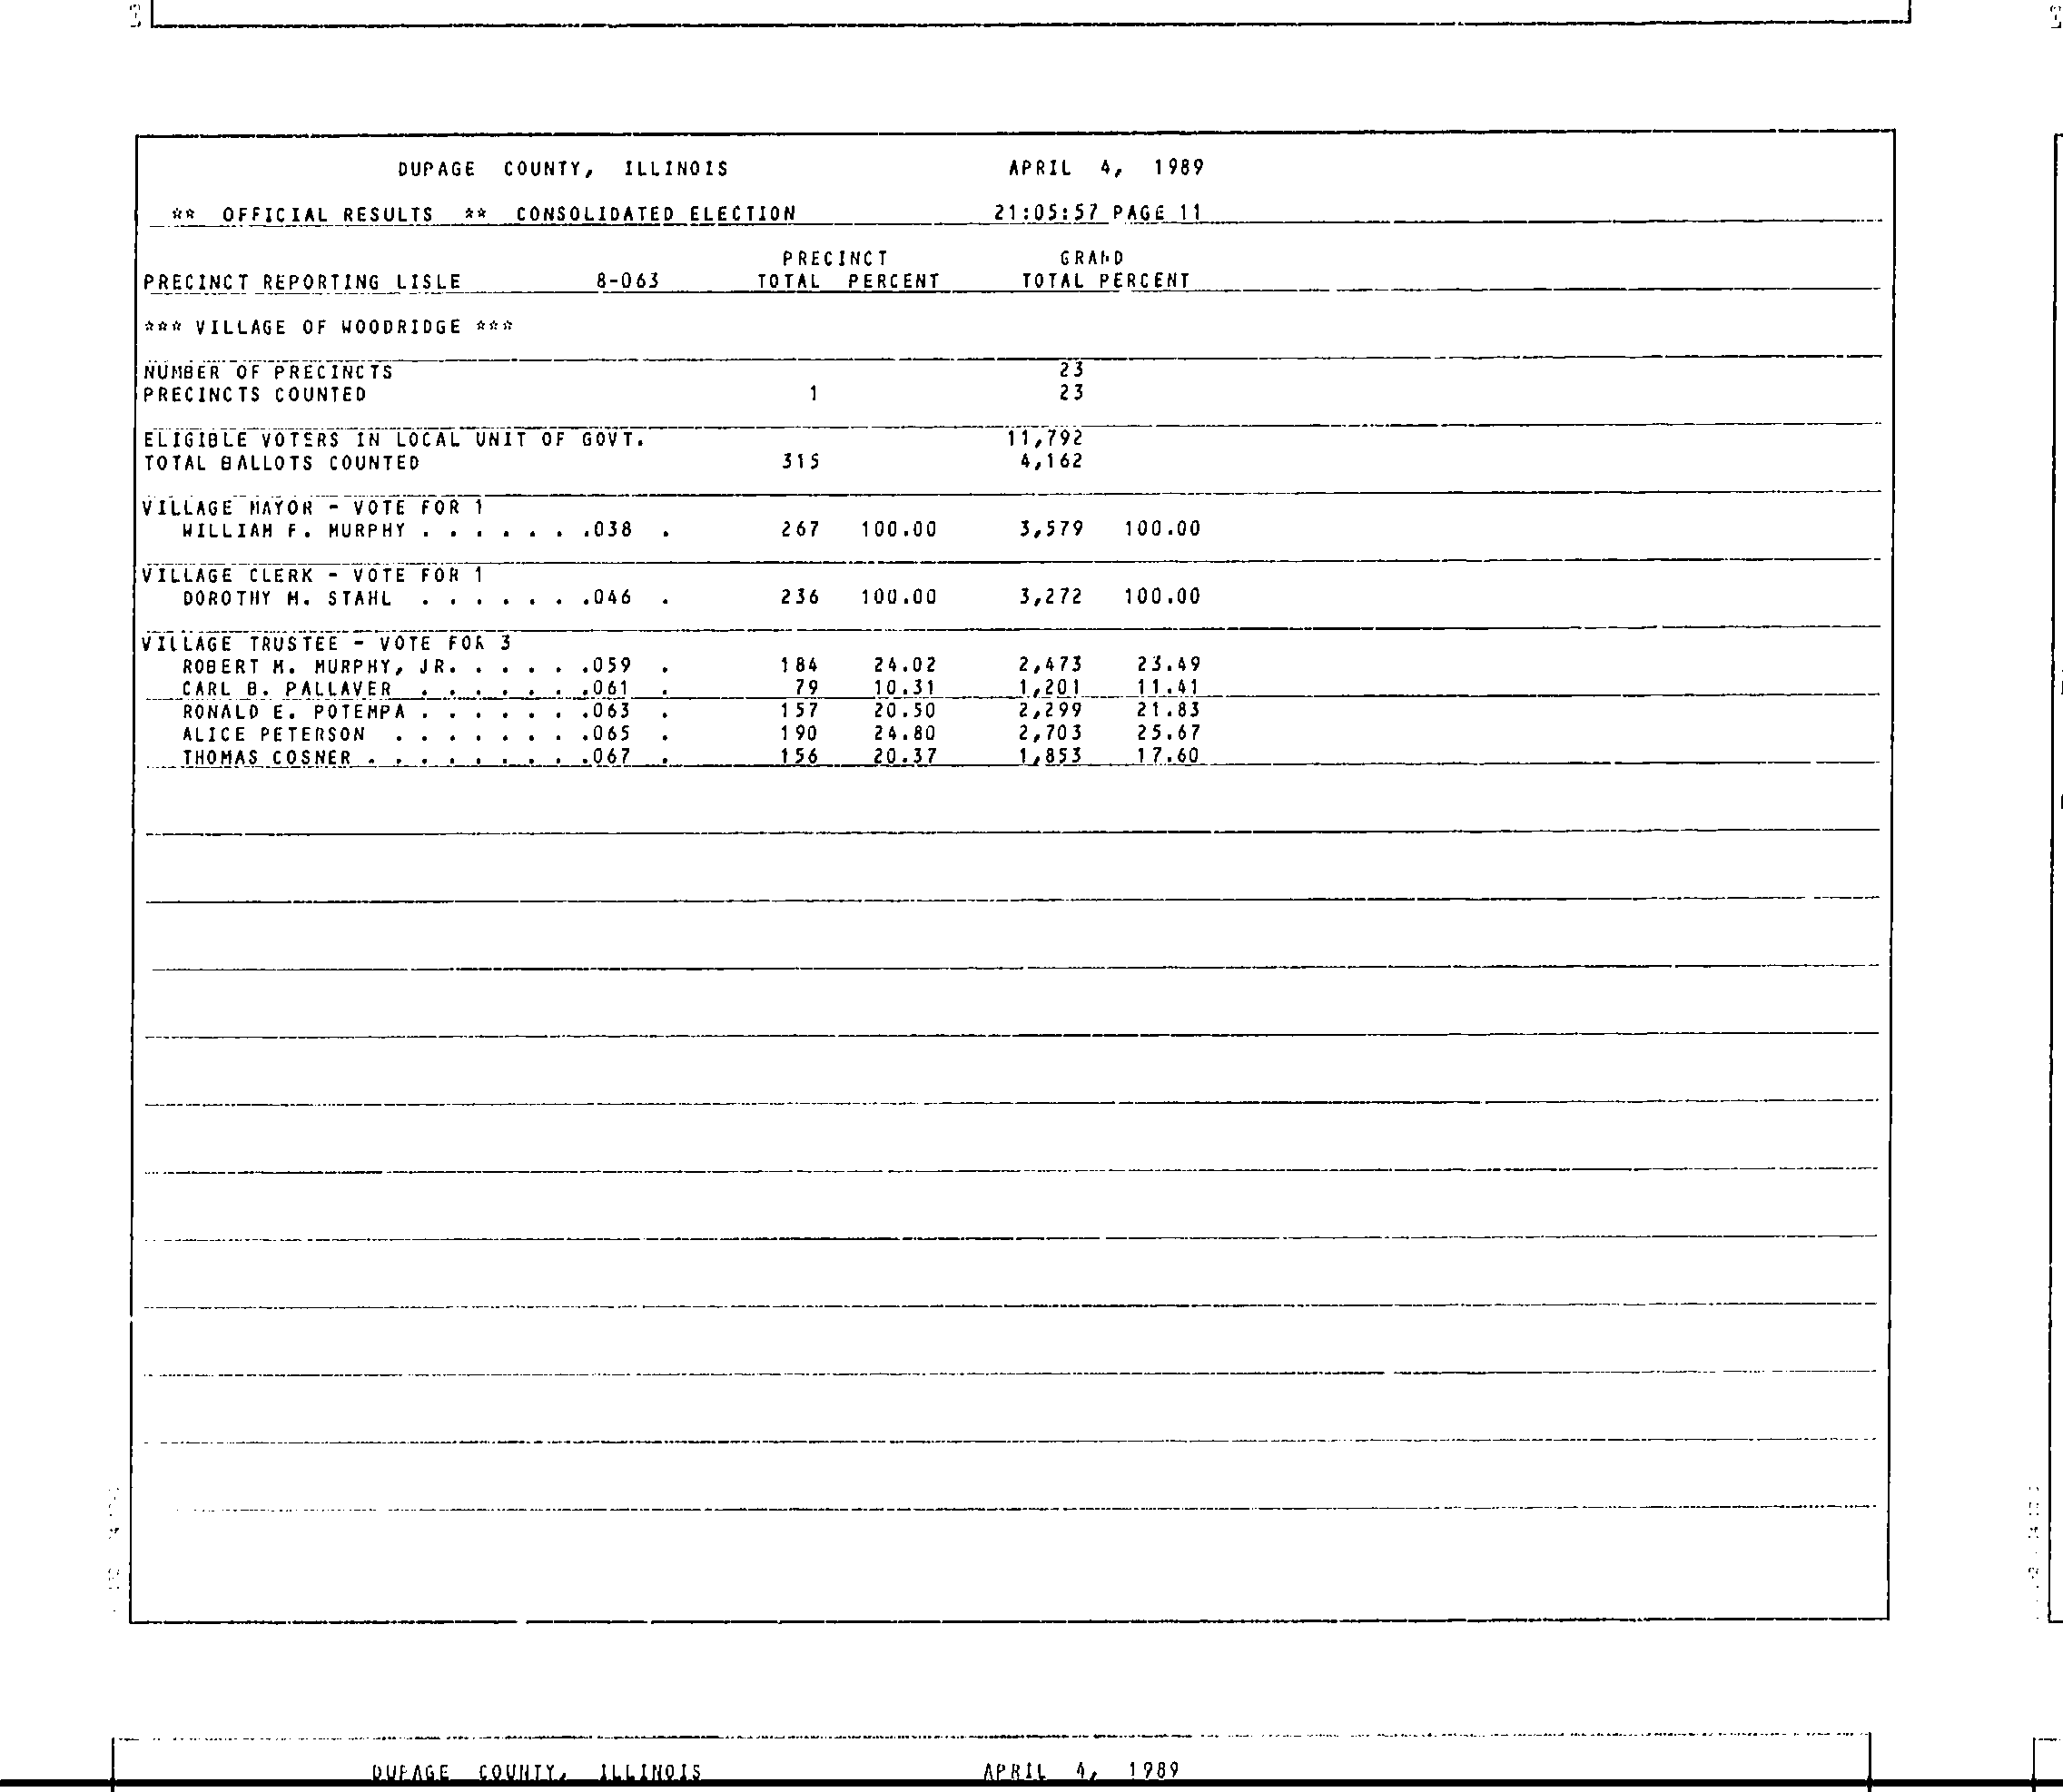 DUPAGE COUNTY, ILLINOIS APRIL 4, 1989
** OFFICIAL RESULTS ** CONSOLIDATED ELECTION 21:05:57 PAGE 11
PRECINCT GRAND
PRECINCT REPORTING LISLE 8-063 TOTAL PERCENT TOTAL PERCENT
*** VILLAGE OF WOODRIDGE ***
NUMBER OF PRECINCTS 23
PRECINCTS COUNTED 1 23
ELIGIBLE VOTERS IN LOCAL UNIT OF GOVT. 11,792
TOTAL BALLOTS COUNTED 315 4,162
VILLAGE MAYOR - VOTE FOR 1
WILLIAM F. MURPHY . . . . . . .038 . 267 100.00 3,579 100.00
VILLAGE CLERK - VOTE FOR 1
DOROTHY M. STAHL . . . . . . .046 . 236 100.00 3,272 100.00
VILLAGE TRUSTEE - VOTE FOR 3
ROBERT M. MURPHY, JR. . . . . .059 . 184 24.02 2,473 23.49
CARL B. PALLAVER . . . . . . .061 . 79 10.31 1,201 11.41
RONALD E. POTEMPA . . . . . . .063 . 157 20.50 2,299 21.83
ALICE PETERSON . . . . . . . .065 . 190 24.80 2,703 25.67
THOMAS COSNER . . . . . . . . .067 . 156 20.37 1,853 17.60
DUPAGE COUNTY, ILLINOIS APRIL 4, 1989